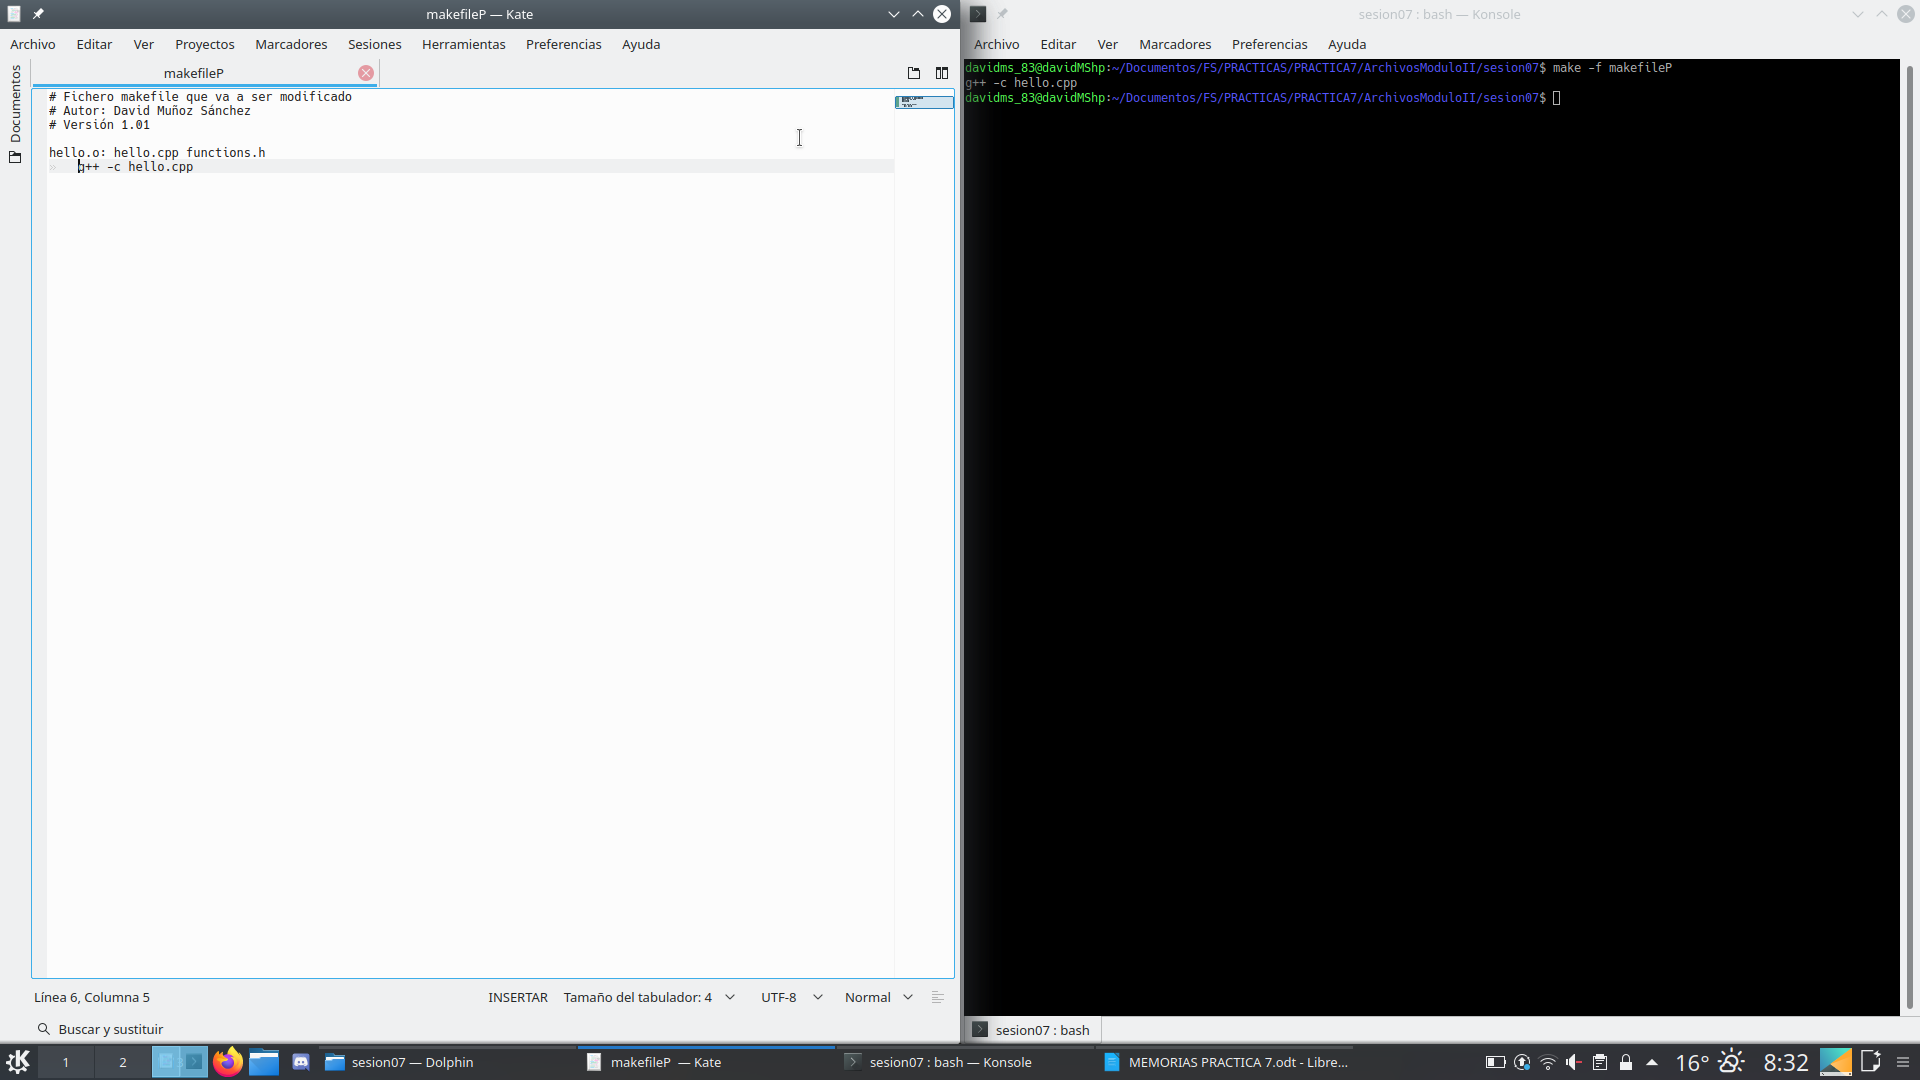 makefileP — Kate
Archivo Editar Ver Proyectos Marcadores Sesiones Herramientas Preferencias Ayuda
Documentos
makefileP
# Fichero makefile que va a ser modificado
# Autor: David Muñoz Sánchez
# Versión 1.01
hello.o: hello.cpp functions.h
g++ -c hello.cpp
Línea 6, Columna 5 INSERTAR Tamaño del tabulador: 4 UTF-8 Normal
Buscar y sustituir
sesion07 : bash — Konsole
Archivo Editar Ver Marcadores Preferencias Ayuda
davidms_83@davidMShp:~/Documentos/FS/PRACTICAS/PRACTICA7/ArchivosModuloII/sesion07$ make -f makefileP
g++ -c hello.cpp
davidms_83@davidMShp:~/Documentos/FS/PRACTICAS/PRACTICA7/ArchivosModuloII/sesion07$
sesion07 : bash
1 2 sesion07 — Dolphin makefileP — Kate sesion07 : bash — Konsole MEMORIAS PRACTICA 7.odt - Libre... 16° 8:32